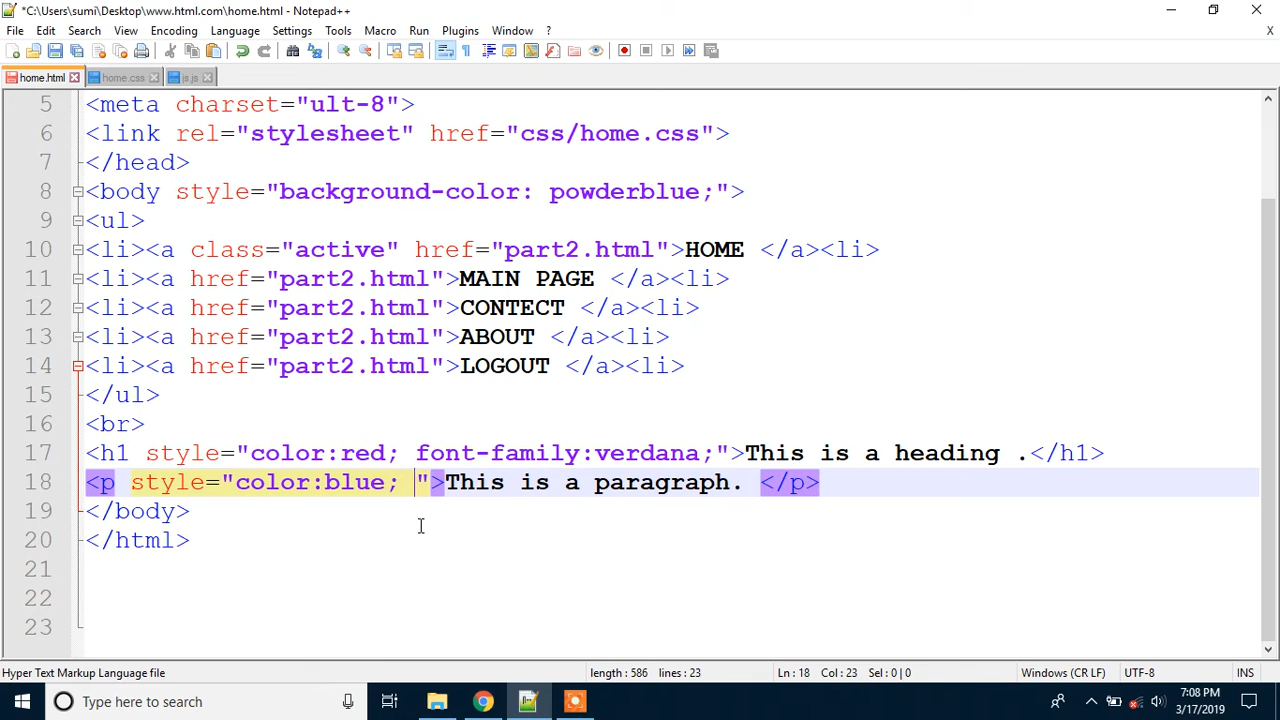 *C:\Users\sumi\Desktop\www.html.com\home.html - Notepad++
File Edit Search View Encoding Language Settings Tools Macro Run Plugins Window ? X
home.html home.css js.js
5 <meta charset="ult-8">
6 <link rel="stylesheet" href="css/home.css">
7 </head>
8 <body style="background-color: powderblue;">
9 <ul>
10 <li><a class="active" href="part2.html">HOME </a><li>
11 <li><a href="part2.html">MAIN PAGE </a><li>
12 <li><a href="part2.html">CONTECT </a><li>
13 <li><a href="part2.html">ABOUT </a><li>
14 <li><a href="part2.html">LOGOUT </a><li>
15 </ul>
16 <br>
17 <h1 style="color:red; font-family:verdana;">This is a heading .</h1>
18 <p style="color:blue; ">This is a paragraph. </p>
19 </body>
20 </html>
21
22
23
Hyper Text Markup Language file length : 586 lines : 23 Ln : 18 Col : 23 Sel : 0 | 0 Windows (CR LF) UTF-8 INS
Type here to search 7:08 PM
3/17/2019